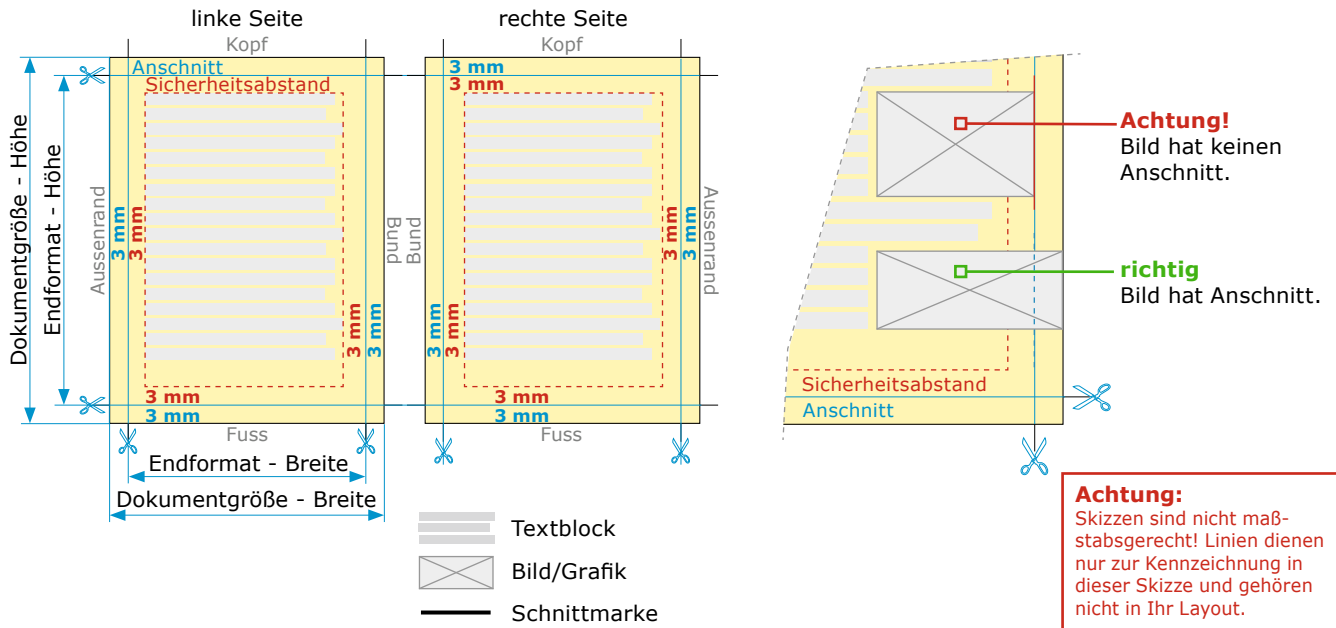 linke Seite
Kopf
Anschnitt
Sicherheitsabstand
Dokumentgröße - Höhe
Endformat - Höhe
Aussenrand
3 mm
3 mm
3 mm
3 mm
Bund
3 mm
3 mm
Fuss
Endformat - Breite
Dokumentgröße - Breite
rechte Seite
Kopf
3 mm
3 mm
Bund
3 mm
3 mm
Aussenrand
3 mm
3 mm
3 mm
3 mm
Fuss
Textblock
Bild/Grafik
Schnittmarke
Achtung!
Bild hat keinen
Anschnitt.
richtig
Bild hat Anschnitt.
Sicherheitsabstand
Anschnitt
Achtung:
Skizzen sind nicht maß-
stabsgerecht! Linien dienen
nur zur Kennzeichnung in
dieser Skizze und gehören
nicht in Ihr Layout.